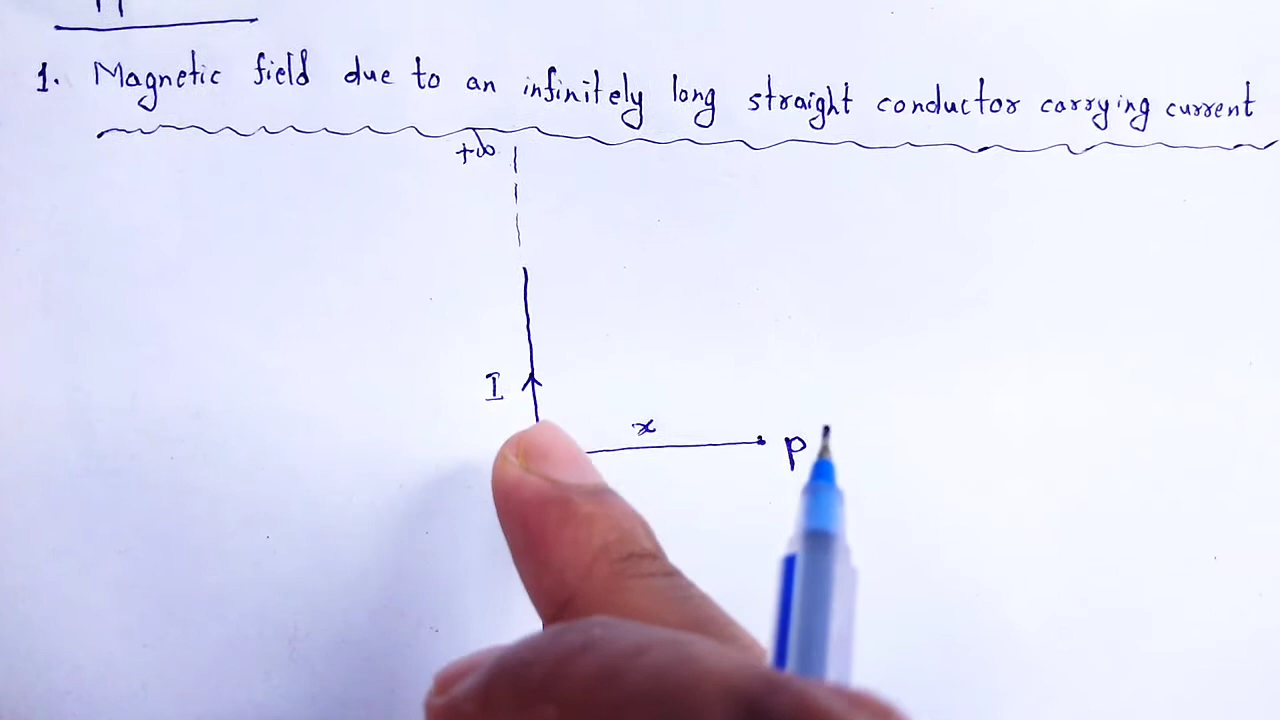 1. Magnetic field due to an infinitely long straight conductor carrying current
+∞
I
x
P